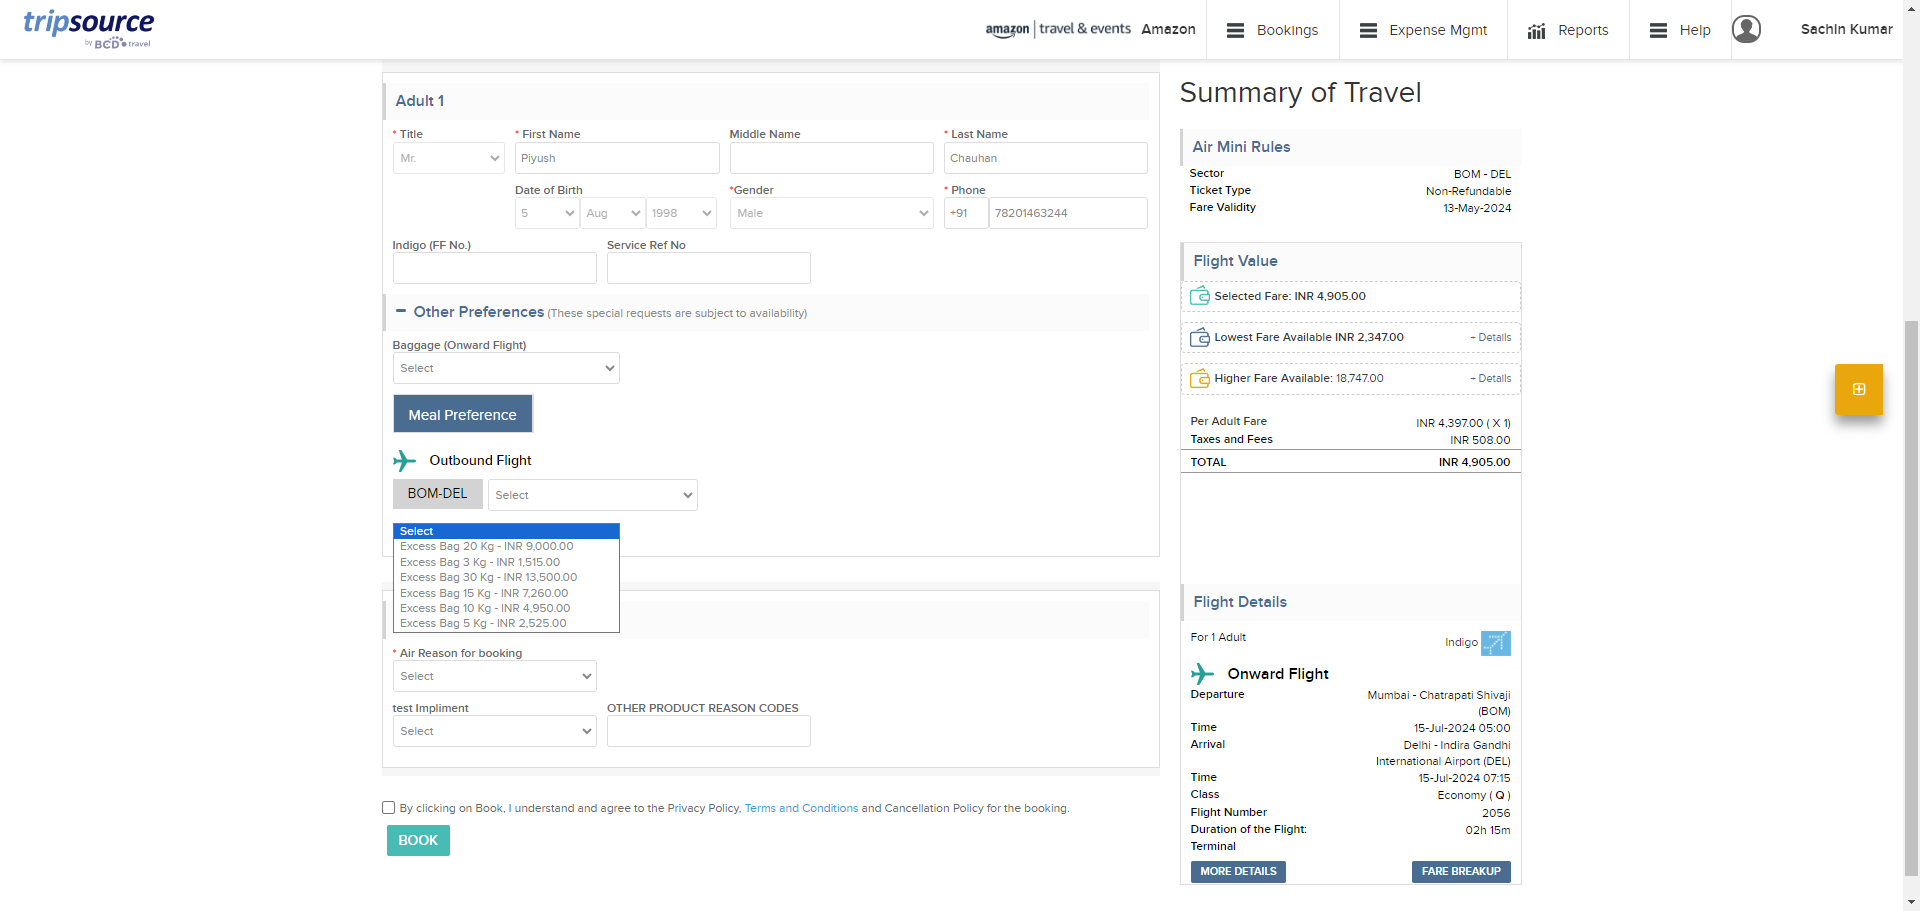 tripsource
by BCD travel
amazon travel & events Amazon
Bookings
Expense Mgmt
Reports
Help
Sachin Kumar
Adult 1
* Title
* First Name
Middle Name
* Last Name
Mr.
Piyush
Chauhan
Date of Birth
*Gender
* Phone
5
Aug
1998
Male
+91
78201463244
Indigo (FF No.)
Service Ref No
Other Preferences (These special requests are subject to availability)
Baggage (Onward Flight)
Select
Meal Preference
Outbound Flight
BOM-DEL
Select
Select
Excess Bag 20 Kg - INR 9,000.00
Excess Bag 3 Kg - INR 1,515.00
Excess Bag 30 Kg - INR 13,500.00
Excess Bag 15 Kg - INR 7,260.00
Excess Bag 10 Kg - INR 4,950.00
Excess Bag 5 Kg - INR 2,525.00
* Air Reason for booking
Select
test Impliment
OTHER PRODUCT REASON CODES
Select
By clicking on Book, I understand and agree to the Privacy Policy, Terms and Conditions and Cancellation Policy for the booking.
BOOK
Summary of Travel
Air Mini Rules
Sector BOM - DEL
Ticket Type Non-Refundable
Fare Validity 13-May-2024
Flight Value
Selected Fare: INR 4,905.00
Lowest Fare Available INR 2,347.00 + Details
Higher Fare Available: 18,747.00 + Details
Per Adult Fare INR 4,397.00 ( X 1)
Taxes and Fees INR 508.00
TOTAL INR 4,905.00
Flight Details
For 1 Adult Indigo
Onward Flight
Departure Mumbai - Chatrapati Shivaji
(BOM)
Time 15-Jul-2024 05:00
Arrival Delhi - Indira Gandhi
International Airport (DEL)
Time 15-Jul-2024 07:15
Class Economy ( Q )
Flight Number 2056
Duration of the Flight: 02h 15m
Terminal
MORE DETAILS FARE BREAKUP